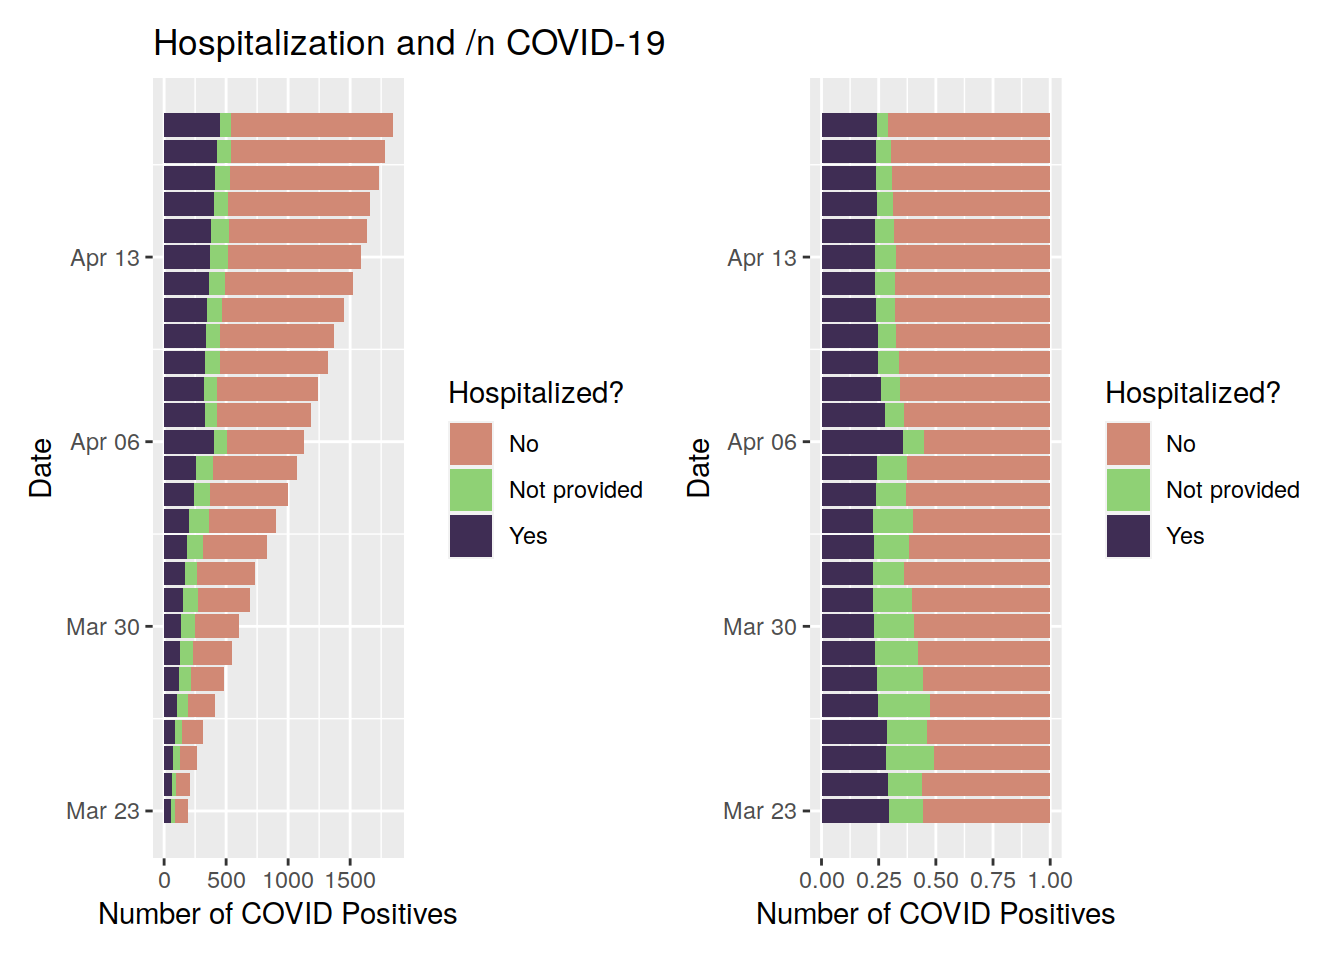 Hospitalization and /n COVID-19
Apr 13
Apr 06
Mar 30
Mar 23
Date
0 500 1000 1500
Number of COVID Positives
Hospitalized?
No
Not provided
Yes
Apr 13
Apr 06
Mar 30
Mar 23
Date
0.00 0.25 0.50 0.75 1.00
Number of COVID Positives
Hospitalized?
No
Not provided
Yes